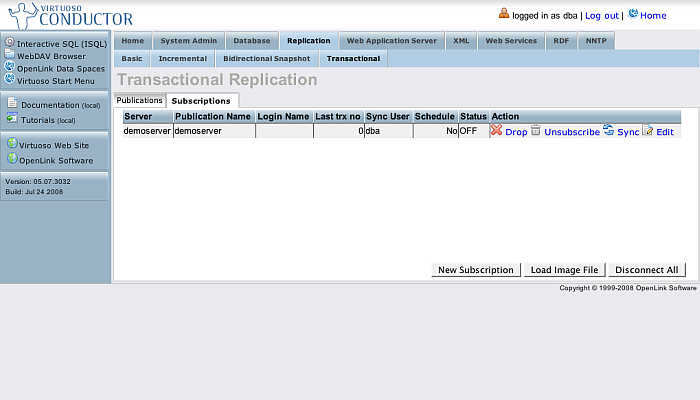 VIRTUOSO
CONDUCTOR
logged in as dba | Log out | Home
Interactive SQL (ISQL)
WebDAV Browser
OpenLink Data Spaces
Virtuoso Start Menu
Documentation (local)
Tutorials (local)
Virtuoso Web Site
OpenLink Software
Version: 05.07.3032
Build: Jul 24 2008
Home System Admin Database Replication Web Application Server XML Web Services RDF NNTP
Basic Incremental Bidirectional Snapshot Transactional
Transactional Replication
Publications Subscriptions
Server Publication Name Login Name Last trx no Sync User Schedule Status Action
demoserver demoserver 0 dba No OFF Drop Unsubscribe Sync Edit
New Subscription Load Image File Disconnect All
Copyright © 1999-2008 OpenLink Software